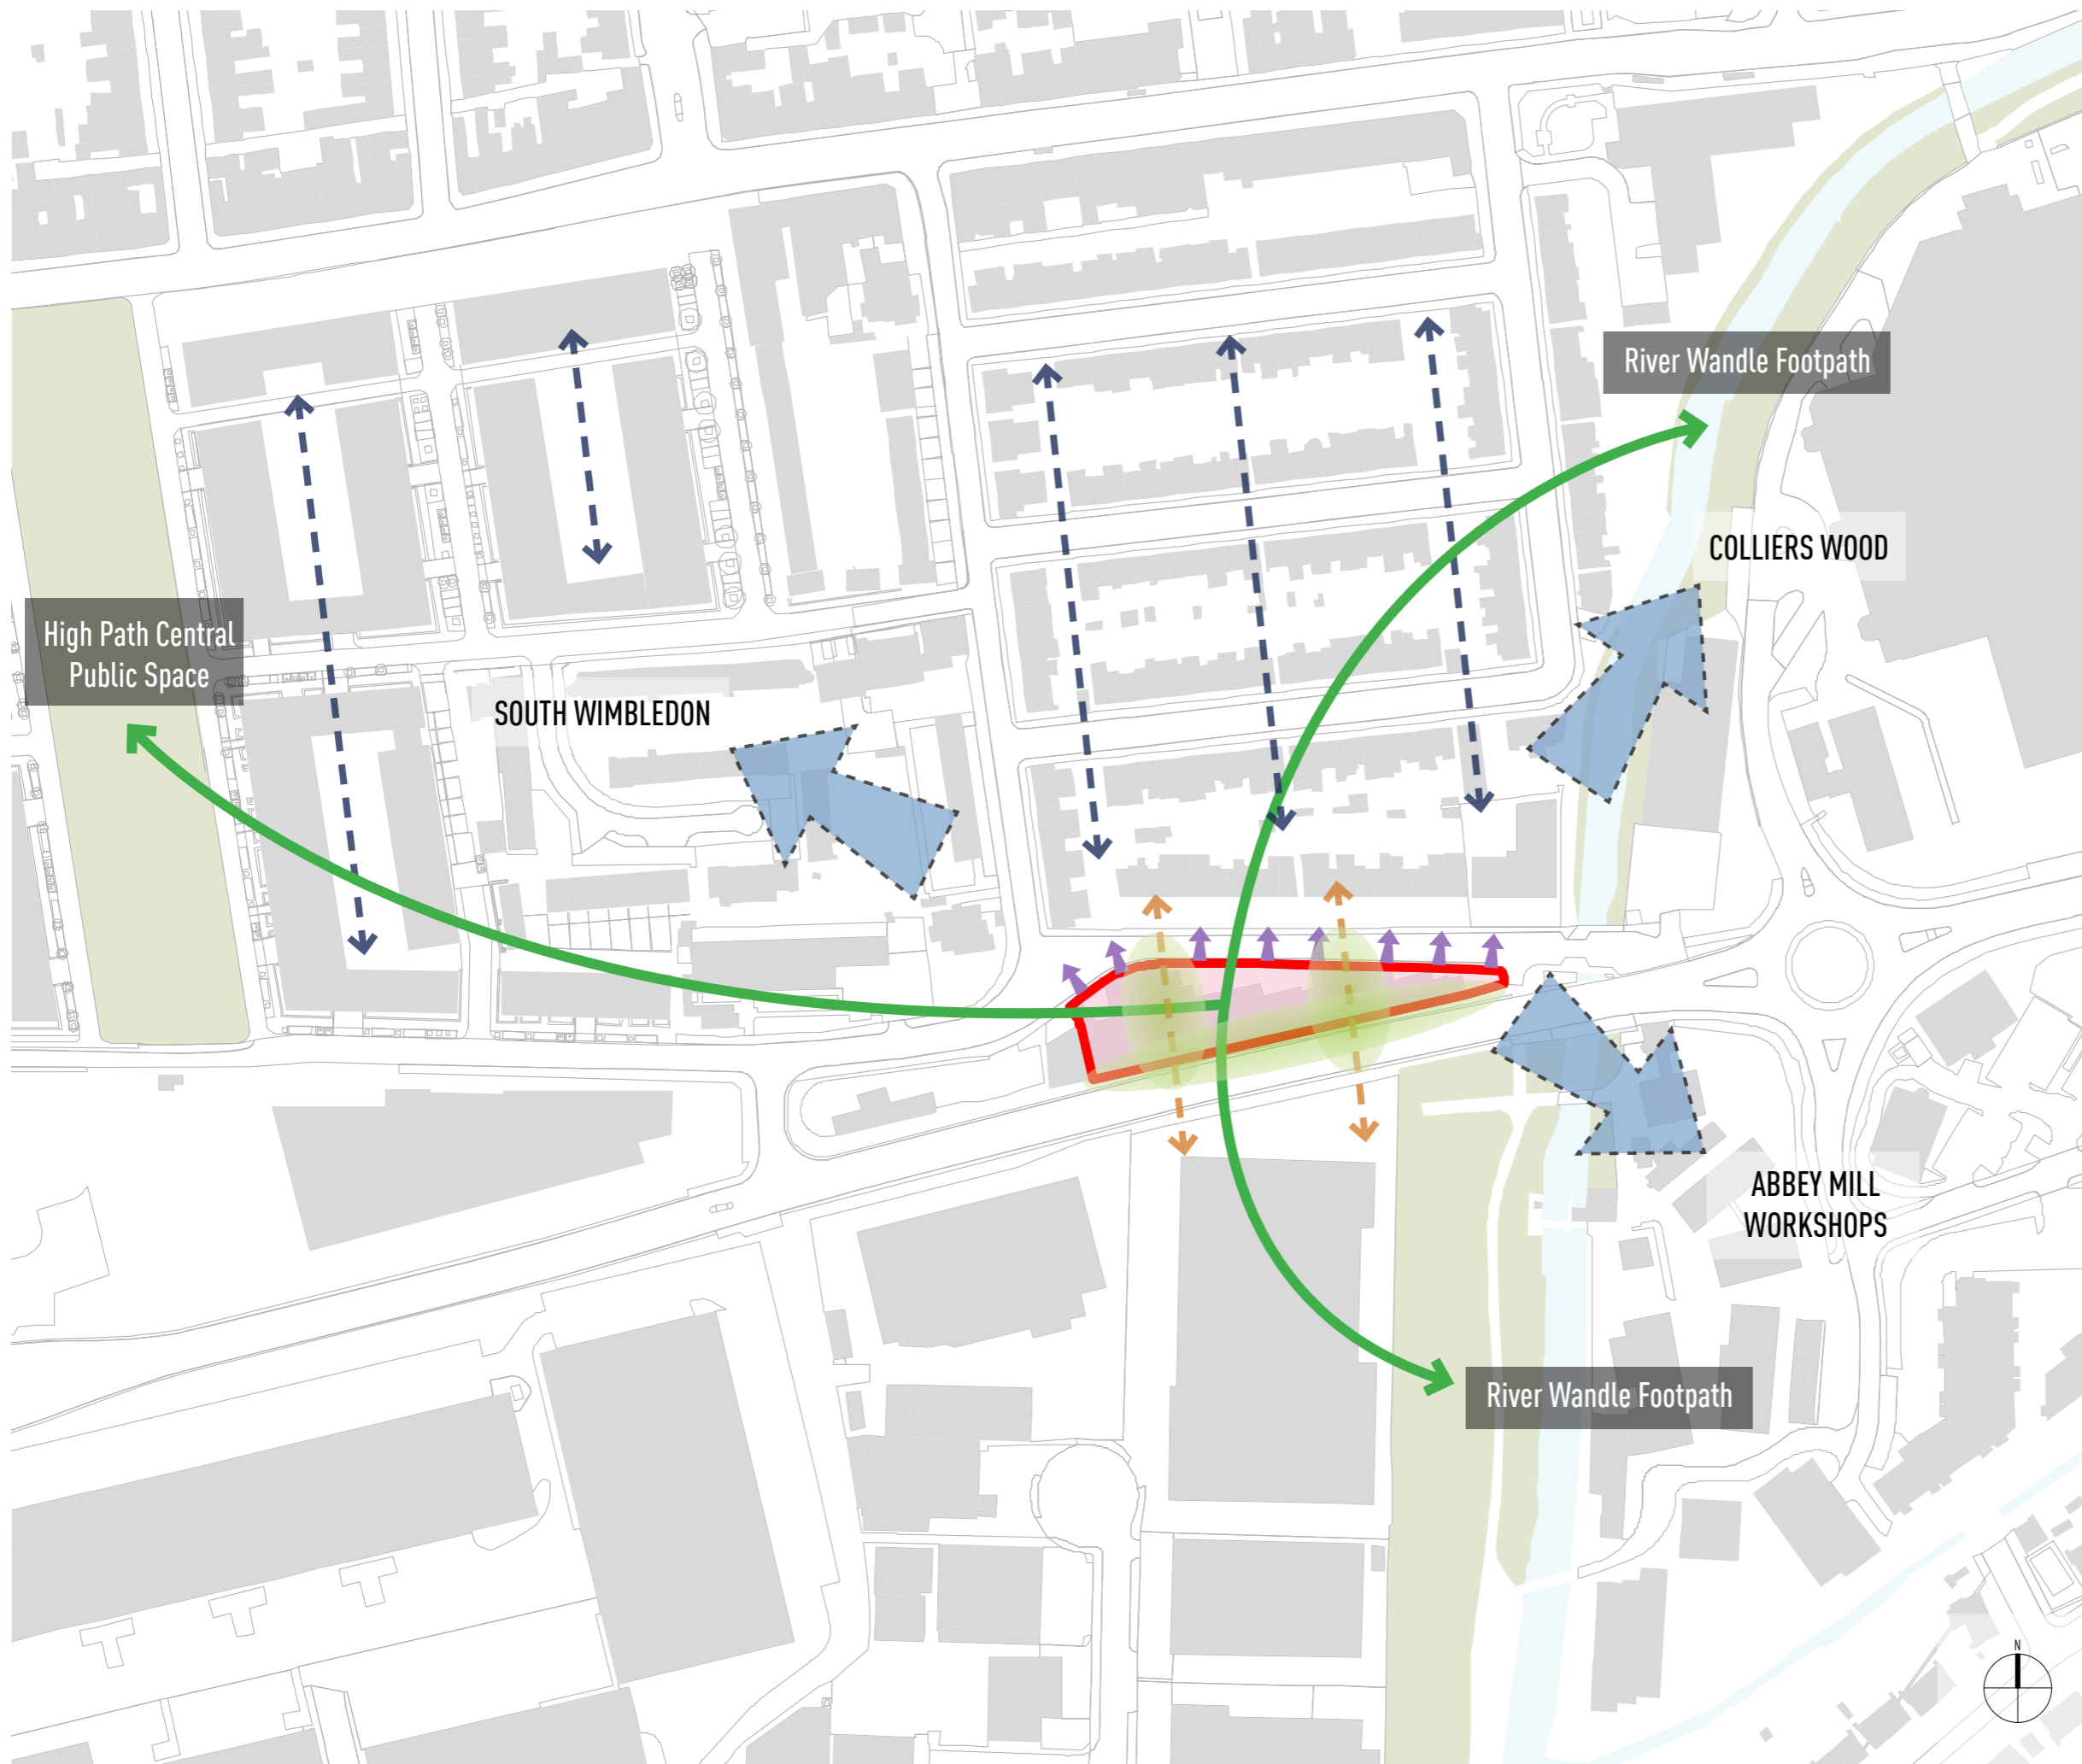 River Wandle Footpath
COLLIERS WOOD
High Path Central
Public Space
SOUTH WIMBLEDON
ABBEY MILL
WORKSHOPS
River Wandle Footpath
N